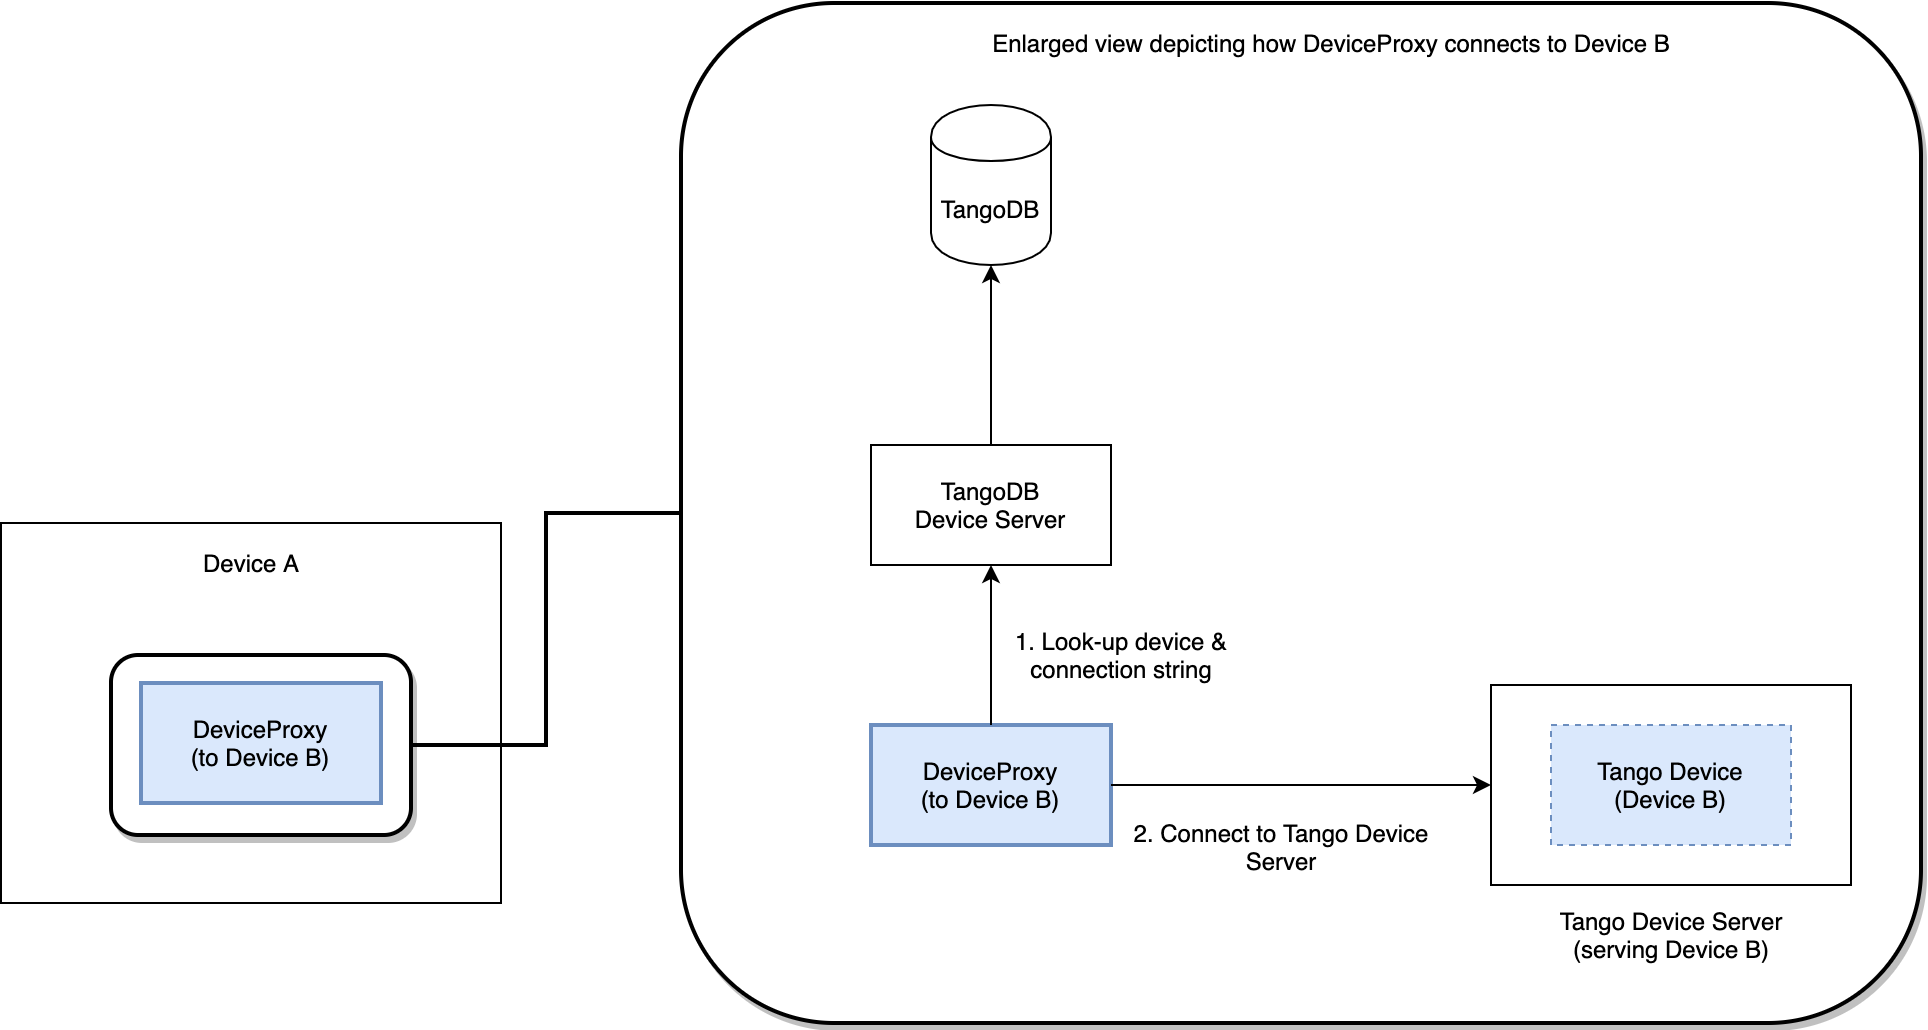 Enlarged view depicting how DeviceProxy connects to Device B
TangoDB
TangoDB
Device Server
Device A
1. Look-up device &
connection string
DeviceProxy
(to Device B)
DeviceProxy
(to Device B)
Tango Device
(Device B)
2. Connect to Tango Device
Server
Tango Device Server
(serving Device B)